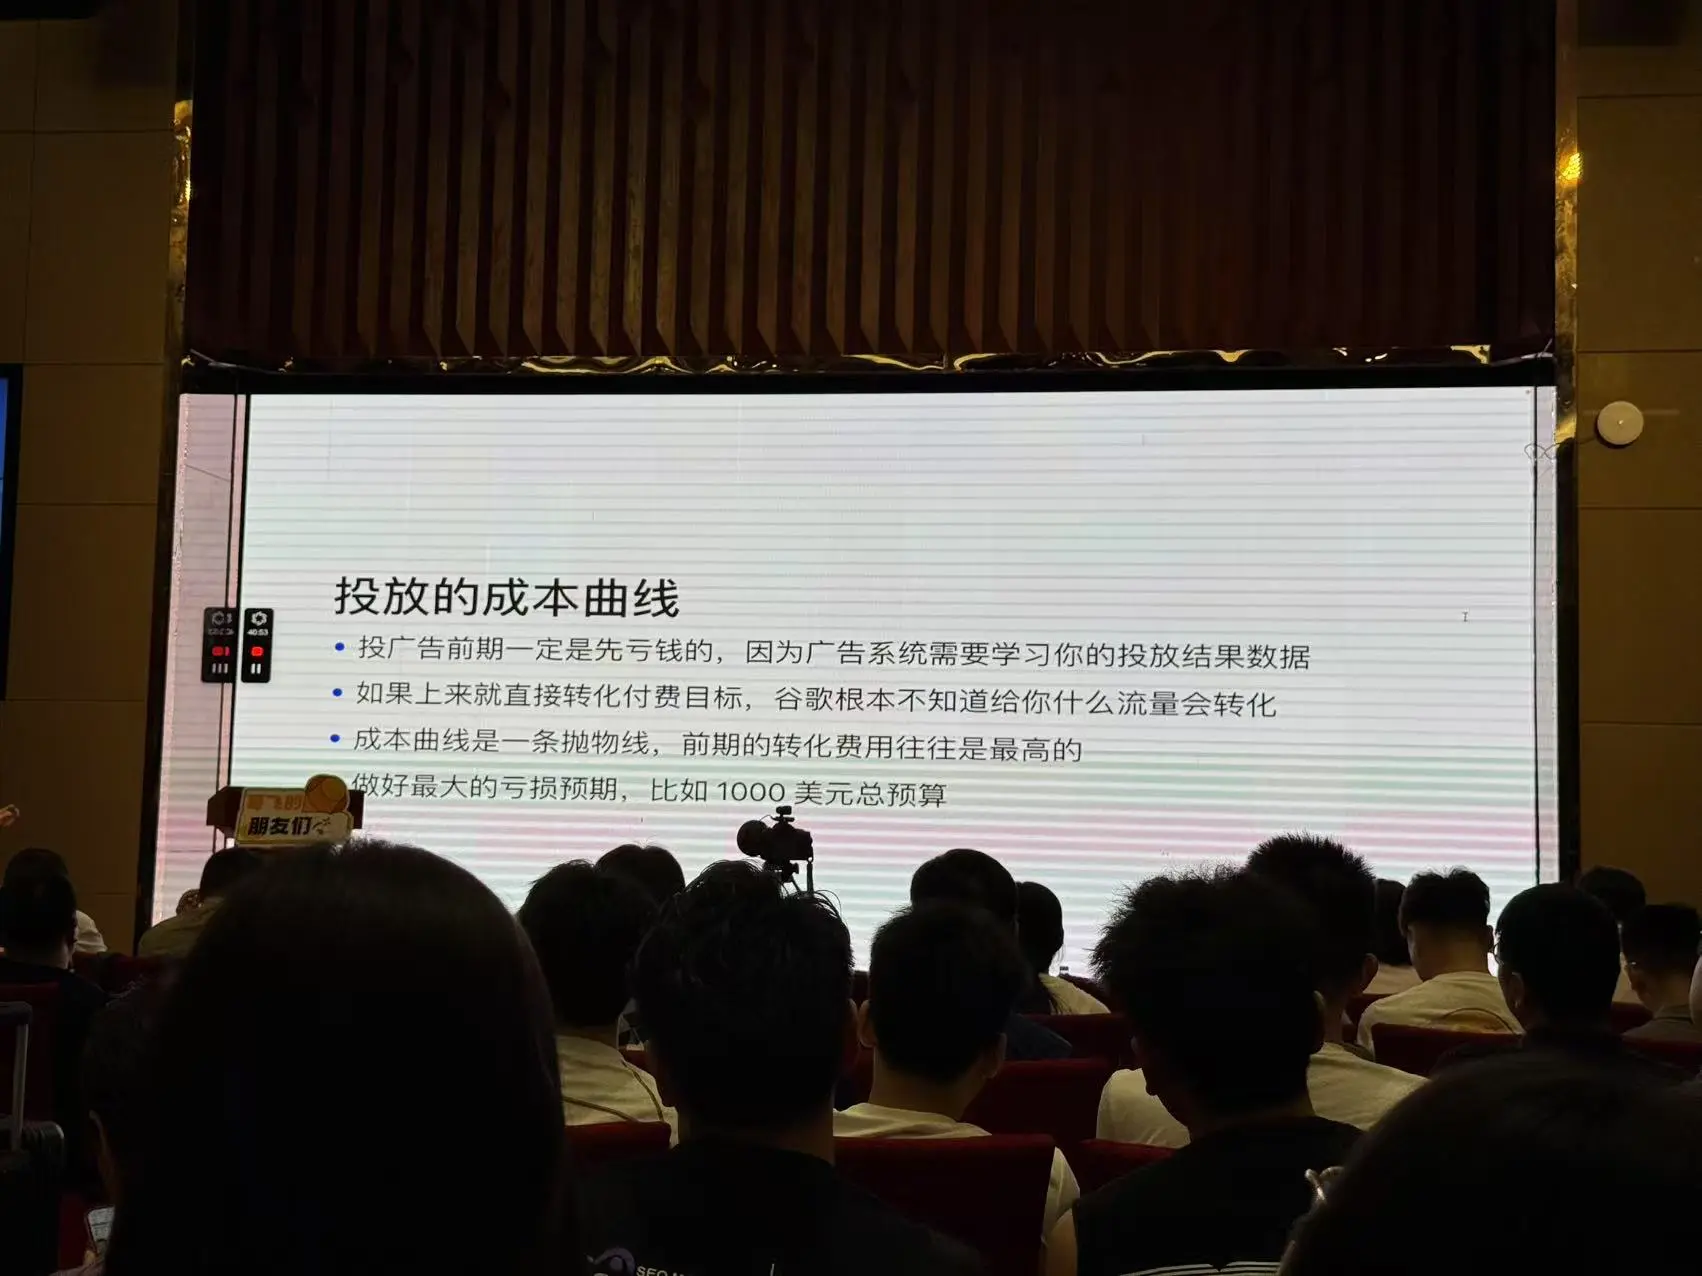 投放的成本曲线
投广告前期一定是先亏钱的，因为广告系统需要学习你的投放结果数据
如果上来就直接转化付费目标，谷歌根本不知道给你什么流量会转化
成本曲线是一条抛物线，前期的转化费用往往是最高的
做好最大的亏损预期，比如 1000 美元总预算
40:53
朋友们
SEO